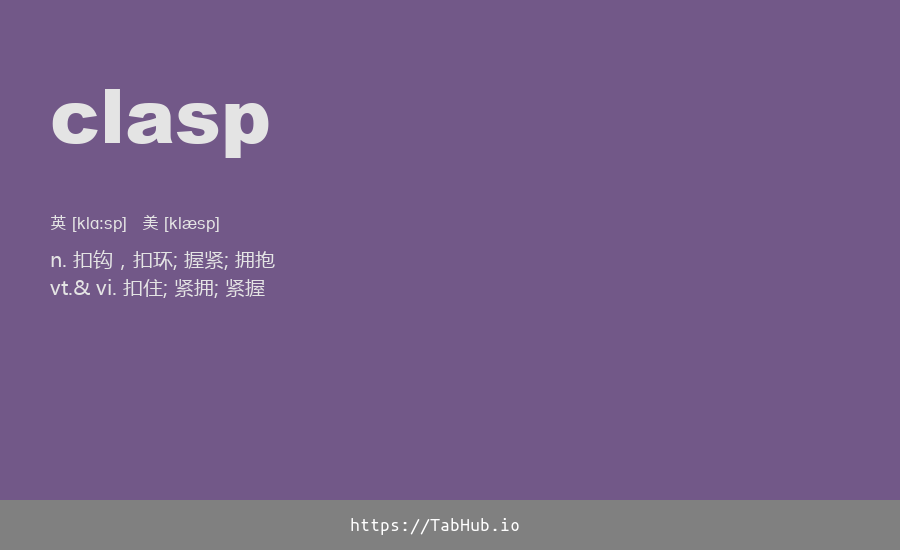 clasp
英 [klɑːsp] 美 [klæsp]
n. 扣钩，扣环; 握紧; 拥抱
vt.& vi. 扣住; 紧拥; 紧握
https://TabHub.io